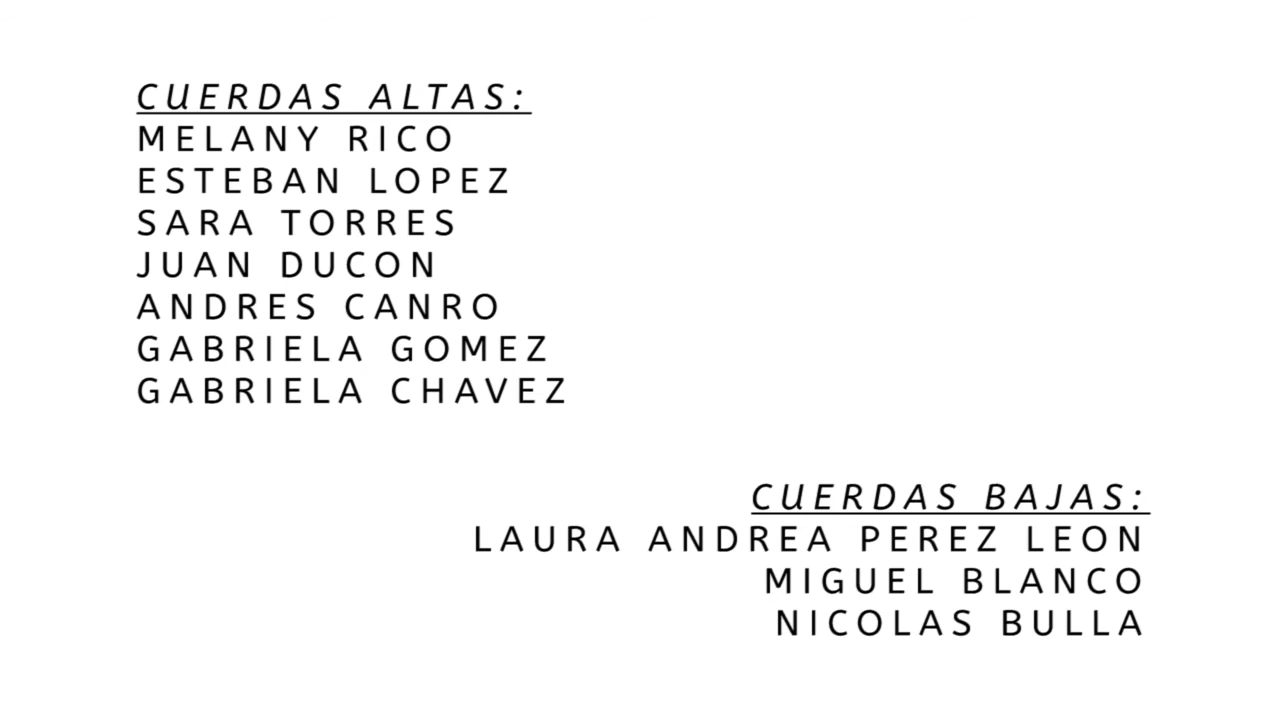 CUERDAS ALTAS:
MELANY RICO
ESTEBAN LOPEZ
SARA TORRES
JUAN DUCON
ANDRES CANRO
GABRIELA GOMEZ
GABRIELA CHAVEZ
CUERDAS BAJAS:
LAURA ANDREA PEREZ LEON
MIGUEL BLANCO
NICOLAS BULLA